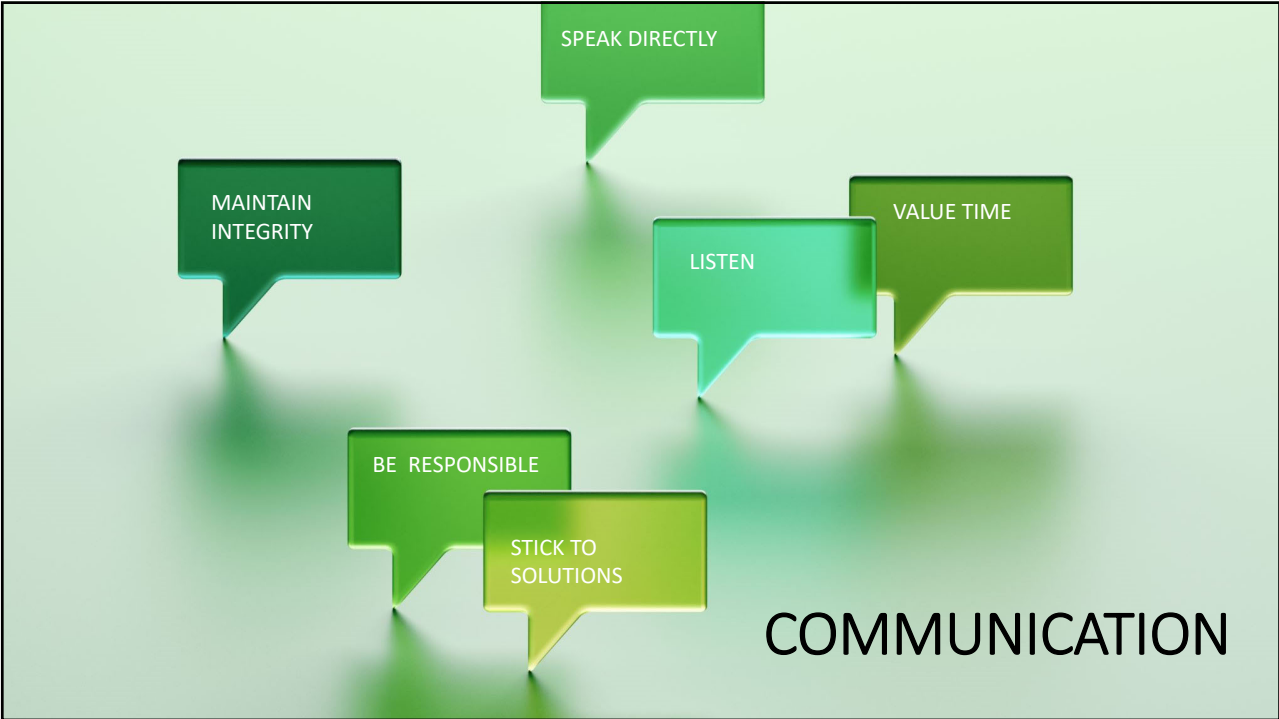 SPEAK DIRECTLY
MAINTAIN
INTEGRITY
VALUE TIME
LISTEN
BE  RESPONSIBLE
STICK TO
SOLUTIONS
COMMUNICATION